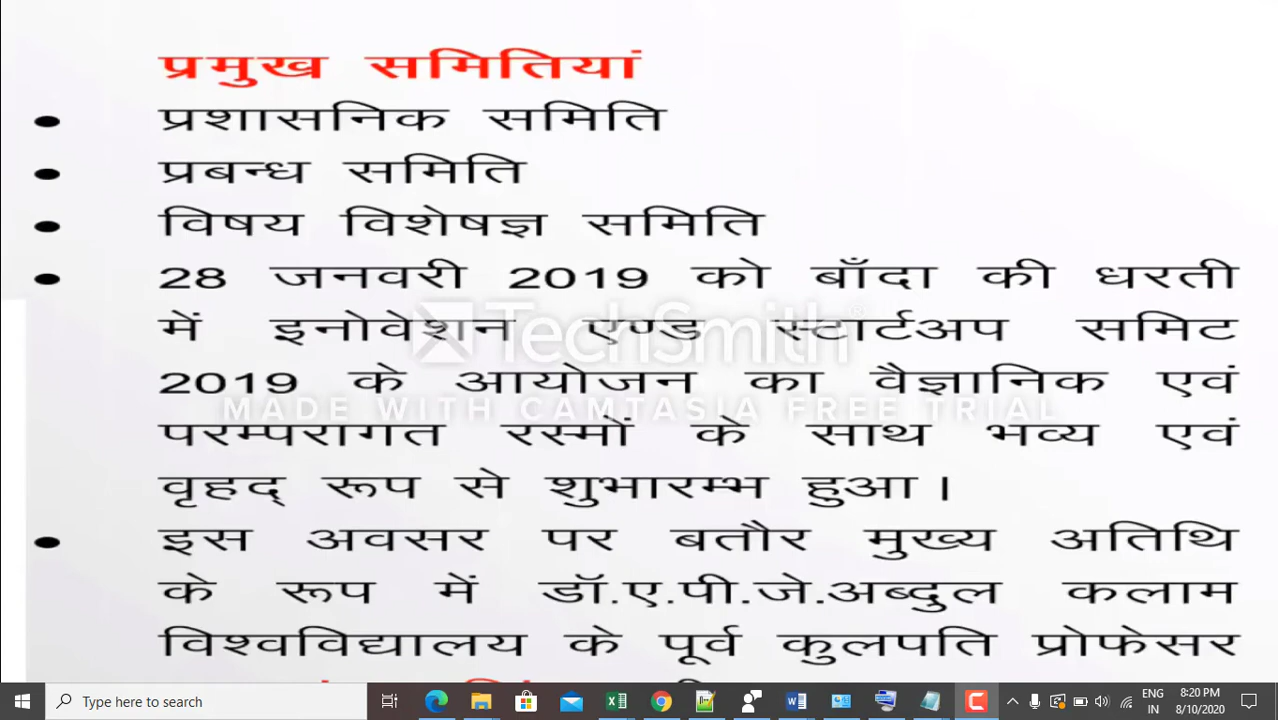 प्रमुख समितियां
• प्रशासनिक समिति
• प्रबन्ध समिति
• विषय विशेषज्ञ समिति
• 28 जनवरी 2019 को बाँदा की धरती
में इनोवेशन एण्ड स्टार्टअप समिट
2019 के आयोजन का वैज्ञानिक एवं
परम्परागत रस्मों के साथ भव्य एवं
वृहद् रूप से शुभारम्भ हुआ।
• इस अवसर पर बतौर मुख्य अतिथि
के रूप में डॉ.ए.पी.जे.अब्दुल कलाम
विश्वविद्यालय के पूर्व कुलपति प्रोफेसर
TechSmith®
MADE WITH CAMTASIA FREE TRIAL
Type here to search
ENG 8:20 PM
IN 8/10/2020